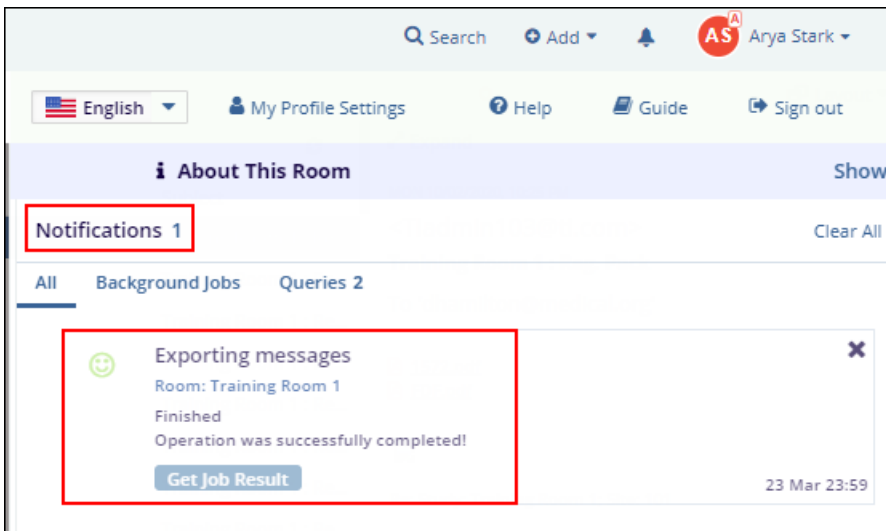 Search Add AS A Arya Stark
English My Profile Settings Help Guide Sign out
i About This Room Show
Notifications 1 Clear All
All Background Jobs Queries 2
Exporting messages
Room: Training Room 1
Finished
Operation was successfully completed!
Get Job Result
23 Mar 23:59